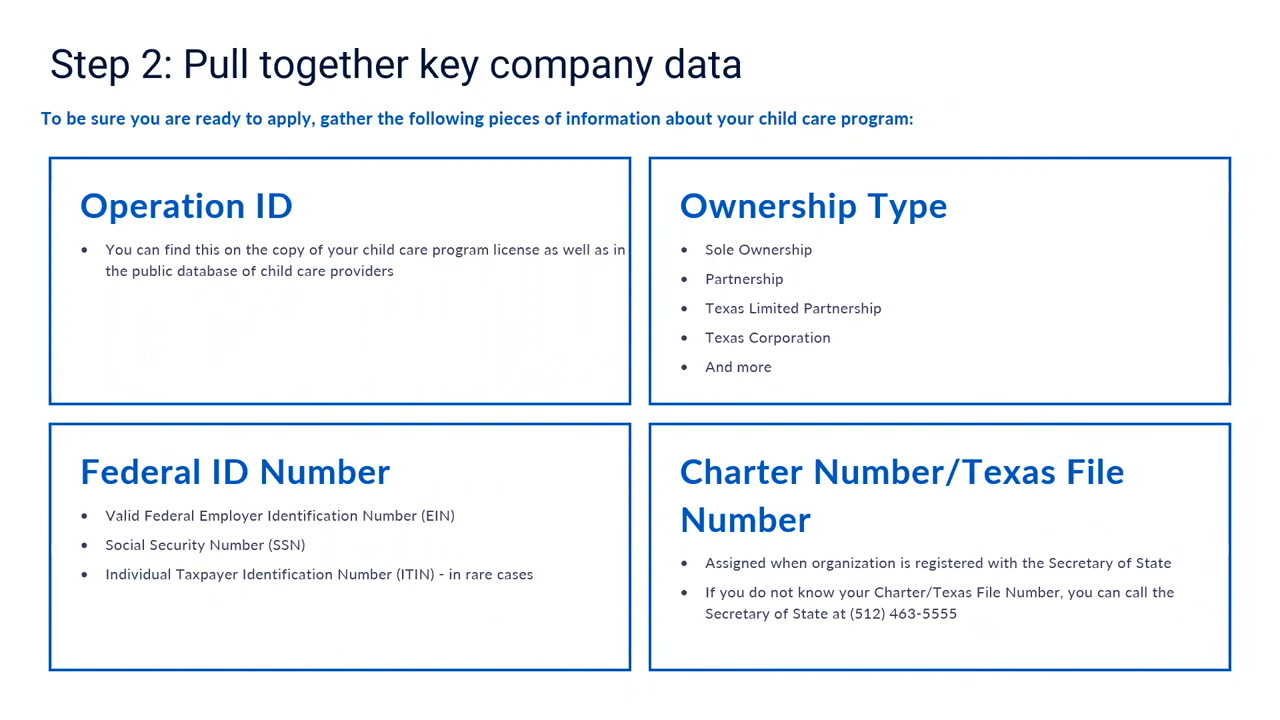 Step 2: Pull together key company data
To be sure you are ready to apply, gather the following pieces of information about your child care program:
Operation ID
• You can find this on the copy of your child care program license as well as in
the public database of child care providers
Ownership Type
• Sole Ownership
• Partnership
• Texas Limited Partnership
• Texas Corporation
• And more
Federal ID Number
• Valid Federal Employer Identification Number (EIN)
• Social Security Number (SSN)
• Individual Taxpayer Identification Number (ITIN) - in rare cases
Charter Number/Texas File
Number
• Assigned when organization is registered with the Secretary of State
• If you do not know your Charter/Texas File Number, you can call the
Secretary of State at (512) 463-5555